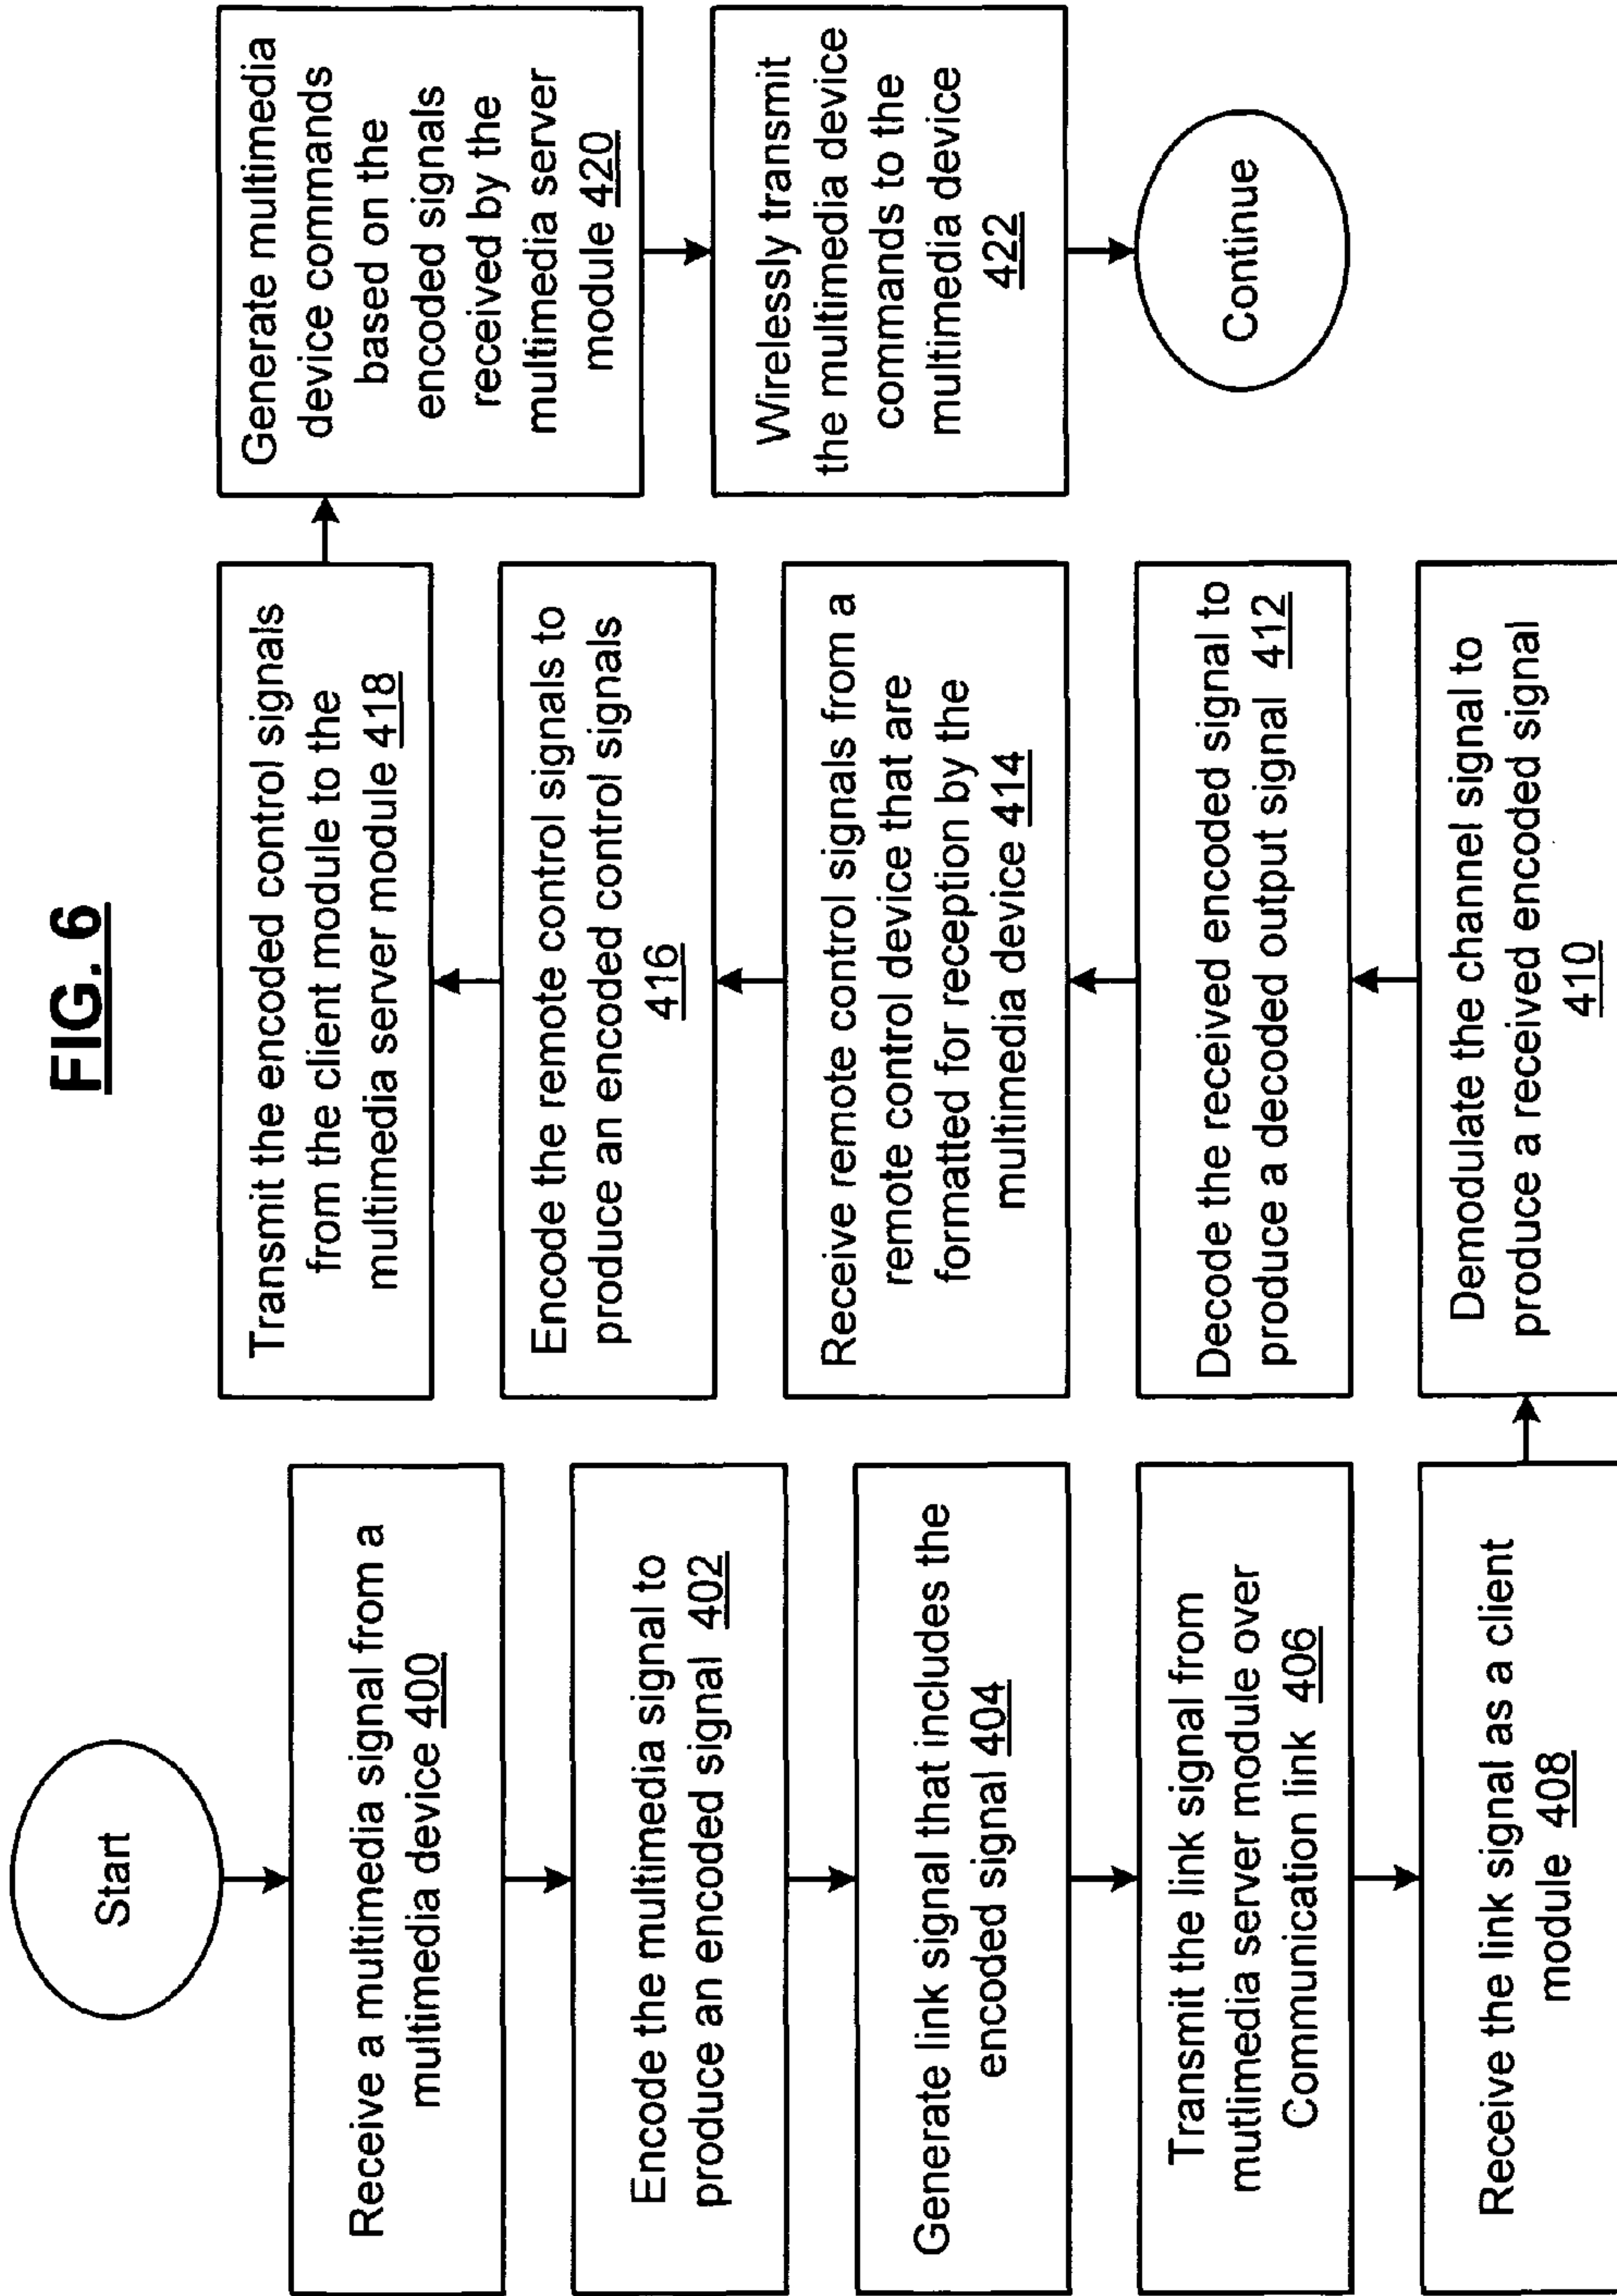 FIG. 6
Start
Receive a multimedia signal from a
multimedia device 400
Encode the multimedia signal to
produce an encoded signal 402
Generate link signal that includes the
encoded signal 404
Transmit the link signal from
mutlimedia server module over
Communication link 406
Receive the link signal as a client
module 408
Demodulate the channel signal to
produce a received encoded signal
410
Decode the received encoded signal to
produce a decoded output signal 412
Receive remote control signals from a
remote control device that are
formatted for reception by the
multimedia device 414
Encode the remote control signals to
produce an encoded control signals
416
Transmit the encoded control signals
from the client module to the
multimedia server module 418
Generate multimedia
device commands
based on the
encoded signals
received by the
multimedia server
module 420
Wirelessly transmit
the multimedia device
commands to the
multimedia device
422
Continue